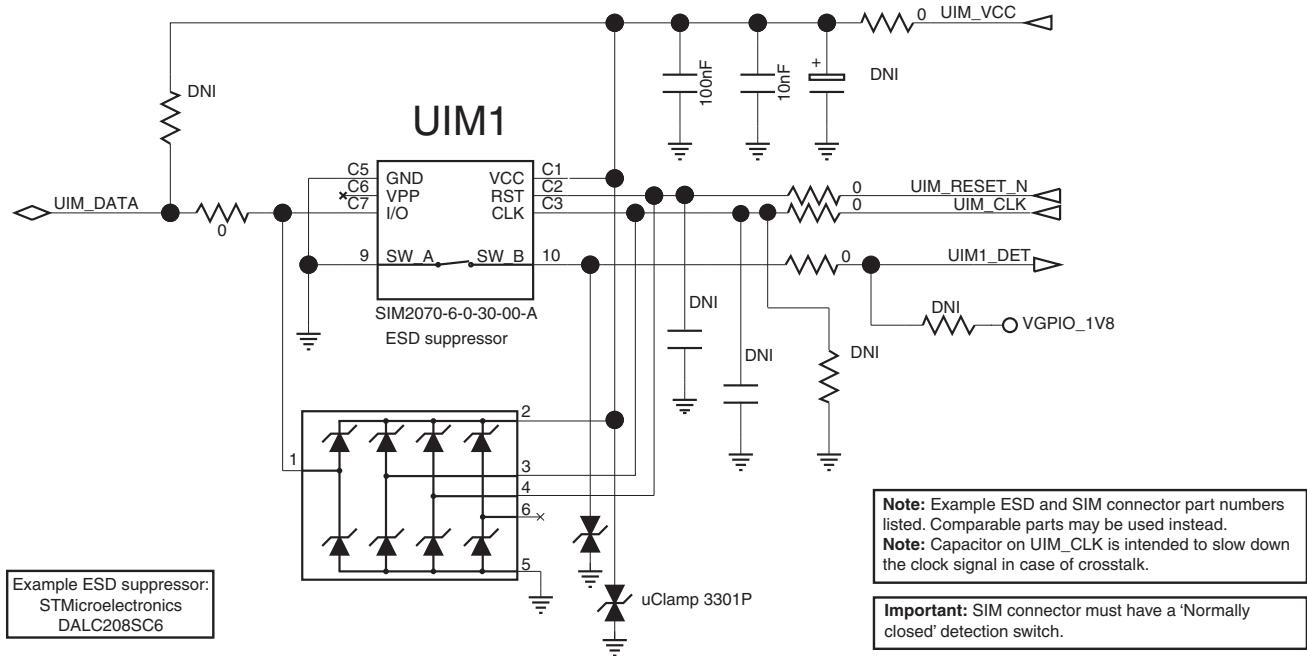 0 UIM_VCC
DNI
100nF
10nF
+
DNI
UIM1
C5 GND VCC C1
C6 VPP RST C2
C7 I/O CLK C3
UIM_DATA
0
0 UIM_RESET_N
0 UIM_CLK
9 SW_A SW_B 10
0 UIM1_DET
SIM2070-6-0-30-00-A
ESD suppressor
DNI
DNI
DNI
DNI
VGPIO_1V8
1
2
3
4
6
5
uClamp 3301P
Example ESD suppressor:
STMicroelectronics
DALC208SC6
Note: Example ESD and SIM connector part numbers
listed. Comparable parts may be used instead.
Note: Capacitor on UIM_CLK is intended to slow down
the clock signal in case of crosstalk.
Important: SIM connector must have a ‘Normally
closed’ detection switch.